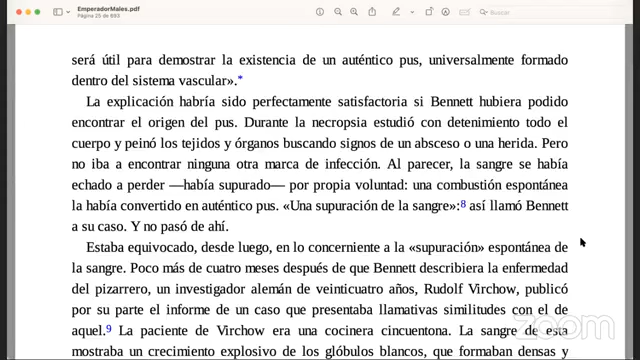 EmperadorMales.pdf
Página 25 de 693
Buscar
será útil para demostrar la existencia de un auténtico pus, universalmente formado
dentro del sistema vascular».*
La explicación habría sido perfectamente satisfactoria si Bennett hubiera podido
encontrar el origen del pus. Durante la necropsia estudió con detenimiento todo el
cuerpo y peinó los tejidos y órganos buscando signos de un absceso o una herida. Pero
no iba a encontrar ninguna otra marca de infección. Al parecer, la sangre se había
echado a perder —había supurado— por propia voluntad: una combustión espontánea
la había convertido en auténtico pus. «Una supuración de la sangre»:8 así llamó Bennett
a su caso. Y no pasó de ahí.
Estaba equivocado, desde luego, en lo concerniente a la «supuración» espontánea de
la sangre. Poco más de cuatro meses después de que Bennett describiera la enfermedad
del pizarrero, un investigador alemán de veinticuatro años, Rudolf Virchow, publicó
por su parte el informe de un caso que presentaba llamativas similitudes con el de
aquel.9 La paciente de Virchow era una cocinera cincuentona. La sangre de esta
mostraba un crecimiento explosivo de los glóbulos blancos, que formaban densas y
zoom